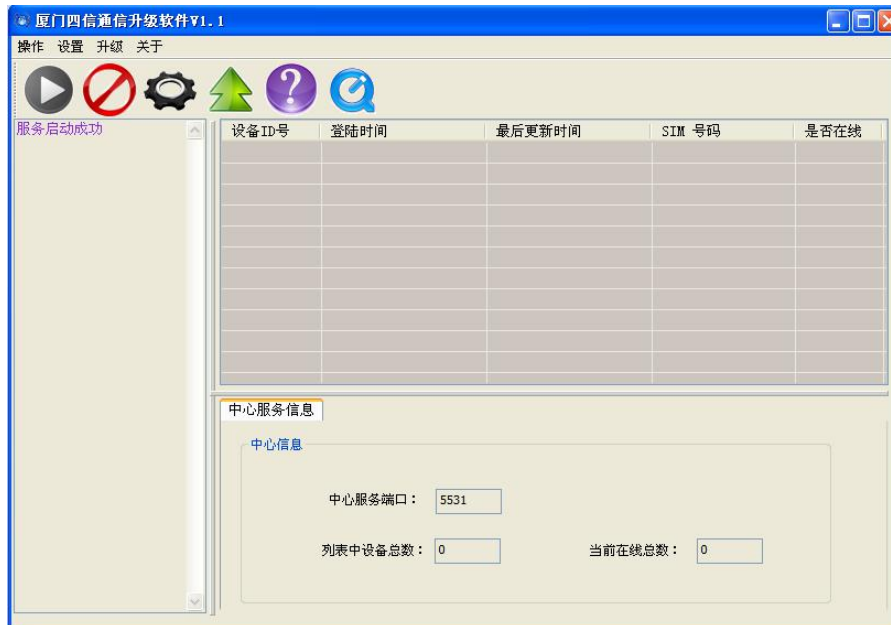 厦门四信通信升级软件V1.1
操作 设置 升级 关于
服务启动成功
设备ID号 登陆时间 最后更新时间 SIM 号码 是否在线
中心服务信息
中心信息
中心服务端口： 5531
列表中设备总数： 0 当前在线总数： 0